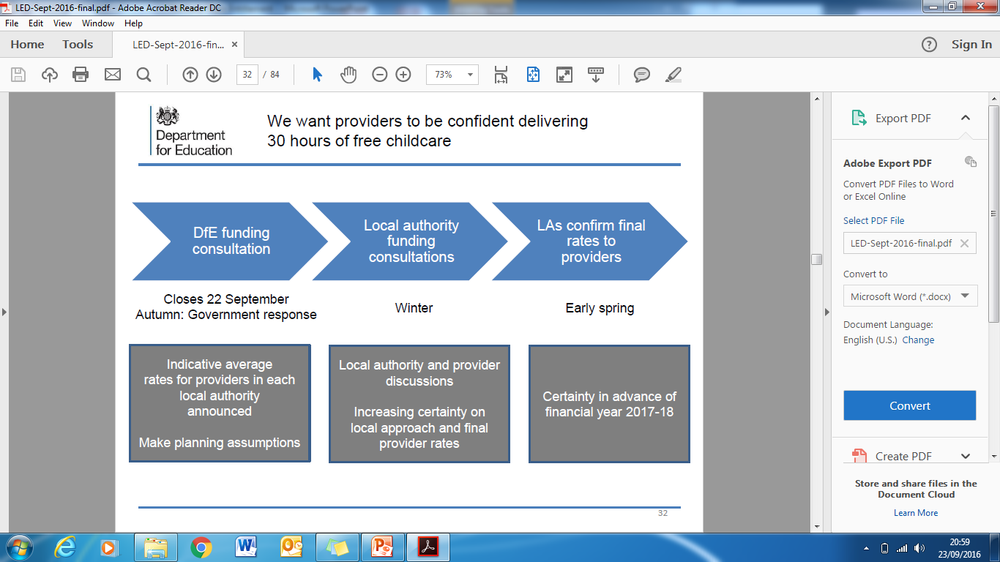 LED-Sept-2016-final.pdf - Adobe Acrobat Reader DC
File Edit View Window Help
Home Tools LED-Sept-2016-fin... × Sign In
32 / 84 73%
Department
for Education
We want providers to be confident delivering
30 hours of free childcare
DfE funding
consultation
Local authority
funding
consultations
LAs confirm final
rates to
providers
Closes 22 September
Autumn: Government response
Winter
Early spring
Indicative average
rates for providers in each
local authority
announced
Make planning assumptions
Local authority and provider
discussions
Increasing certainty on
local approach and final
provider rates
Certainty in advance of
financial year 2017-18
32
Export PDF
Adobe Export PDF
Convert PDF Files to Word
or Excel Online
Select PDF File
LED-Sept-2016-final.pdf ×
Convert to
Microsoft Word (*.docx)
Document Language:
English (U.S.) Change
Convert
Create PDF
Store and share files in the
Document Cloud
Learn More
20:59
23/09/2016